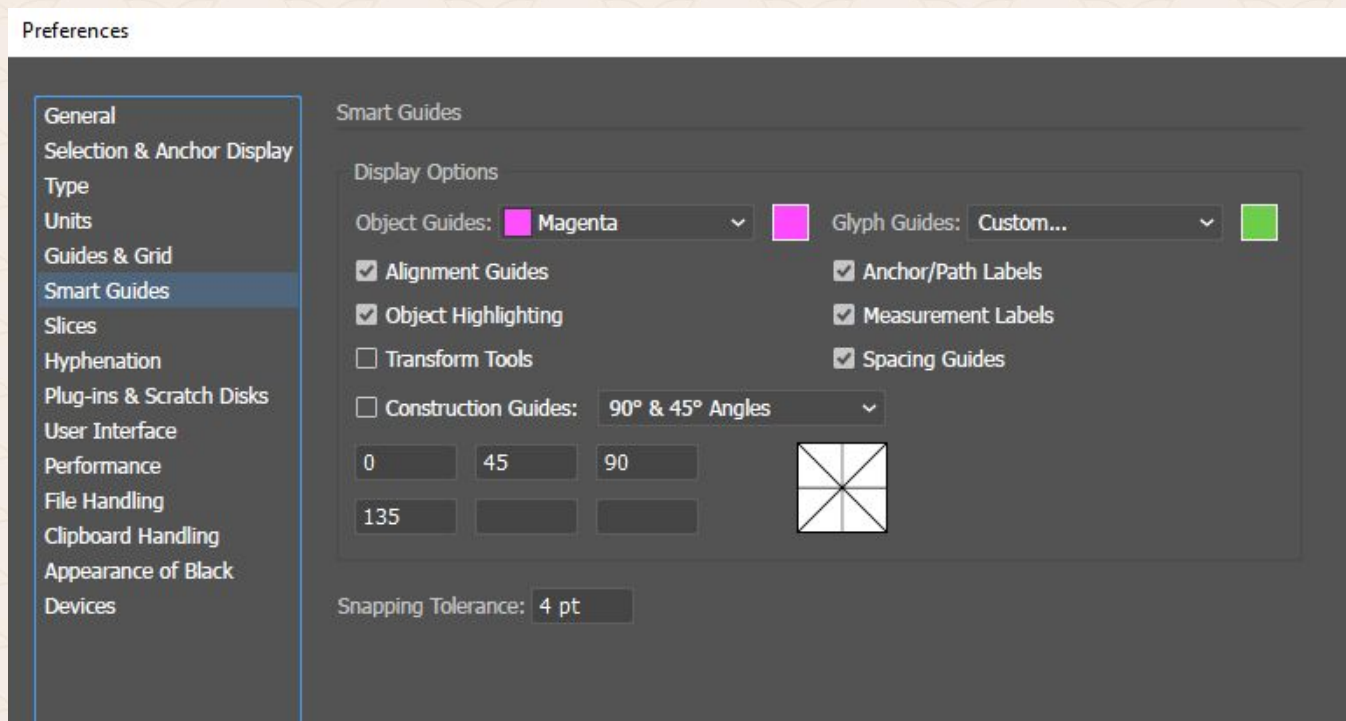 Preferences
General
Selection & Anchor Display
Type
Units
Guides & Grid
Smart Guides
Slices
Hyphenation
Plug-ins & Scratch Disks
User Interface
Performance
File Handling
Clipboard Handling
Appearance of Black
Devices
Smart Guides
Display Options
Object Guides: Magenta Glyph Guides: Custom...
Alignment Guides Anchor/Path Labels
Object Highlighting Measurement Labels
Transform Tools Spacing Guides
Construction Guides: 90° & 45° Angles
0 45 90
135
Snapping Tolerance: 4 pt